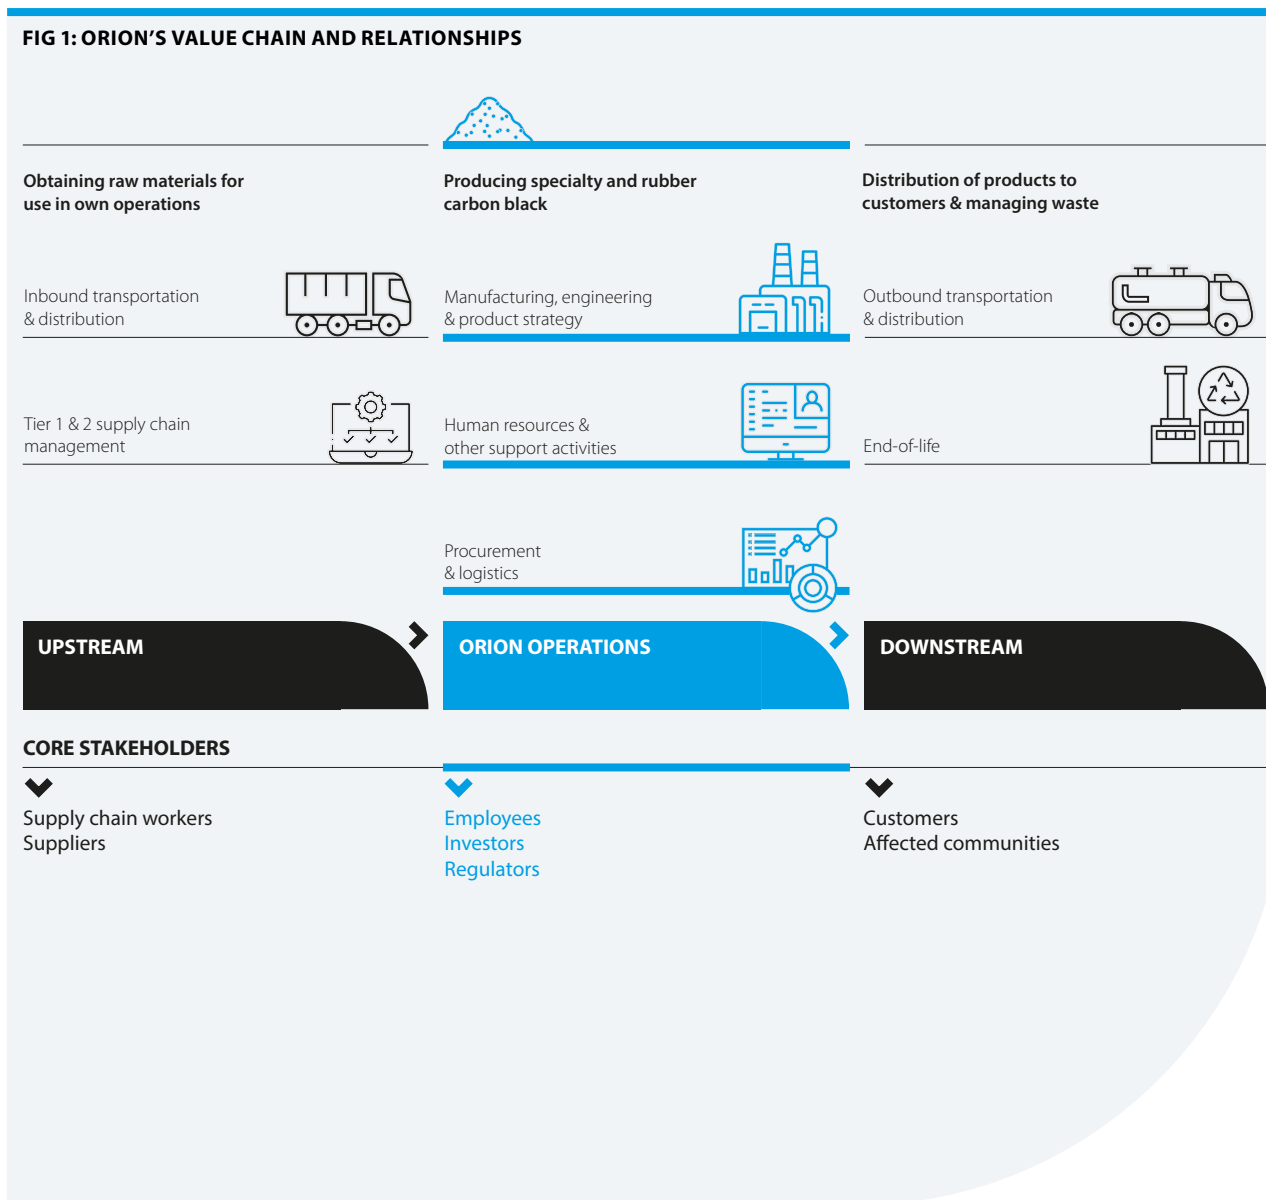 FIG 1: ORION'S VALUE CHAIN AND RELATIONSHIPS
Obtaining raw materials for
use in own operations
Inbound transportation
& distribution
Tier 1 & 2 supply chain
management
Producing specialty and rubber
carbon black
Manufacturing, engineering
& product strategy
Human resources &
other support activities
Procurement
& logistics
Distribution of products to
customers & managing waste
Outbound transportation
& distribution
End-of-life
UPSTREAM
ORION OPERATIONS
DOWNSTREAM
CORE STAKEHOLDERS
Supply chain workers
Suppliers
Employees
Investors
Regulators
Customers
Affected communities